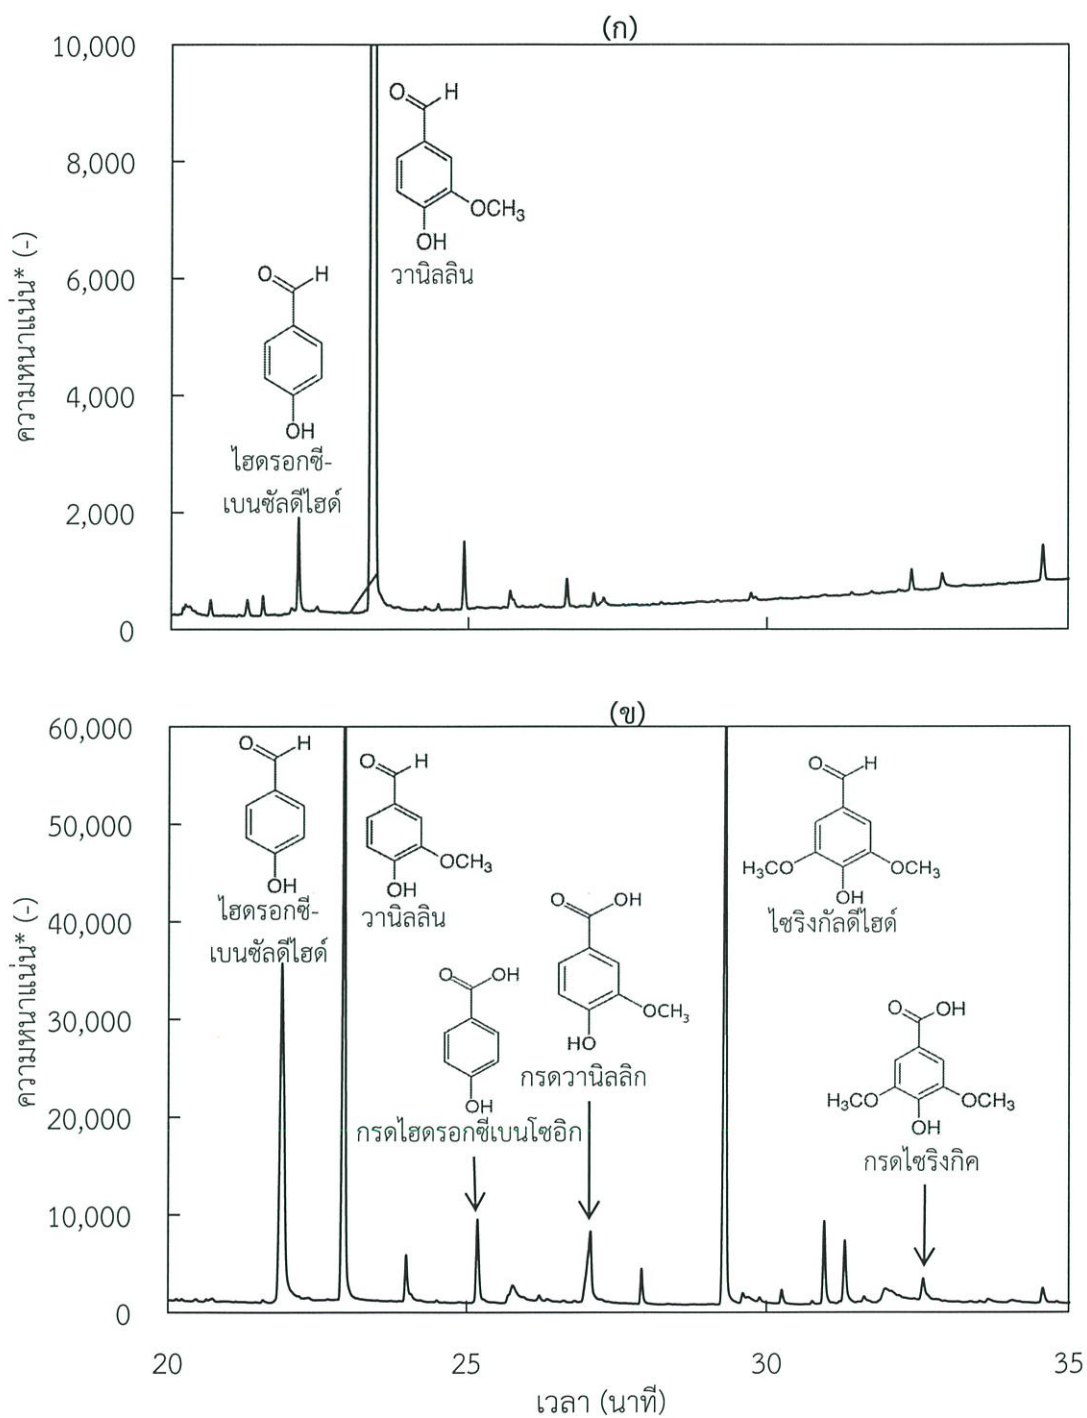 (ก)
10,000
8,000
6,000
4,000
2,000
0
ความหนาแน่น* (-)
O H
OCH₃
OH
วานิลลิน
O H
OH
ไฮดรอกซี-
เบนซัลดีไฮด์
(ข)
60,000
50,000
40,000
30,000
20,000
10,000
0
ความหนาแน่น* (-)
O H
OH
ไฮดรอกซี-
เบนซัลดีไฮด์
O H
OCH₃
OH
วานิลลิน
O OH
OH
กรดไฮดรอกซีเบนโซอิก
O OH
OCH₃
HO
กรดวานิลลิก
O H
H₃CO OCH₃
OH
ไซริงกัลดีไฮด์
O OH
H₃CO OCH₃
OH
กรดไซริงกิค
20 25 30 35
เวลา (นาที)